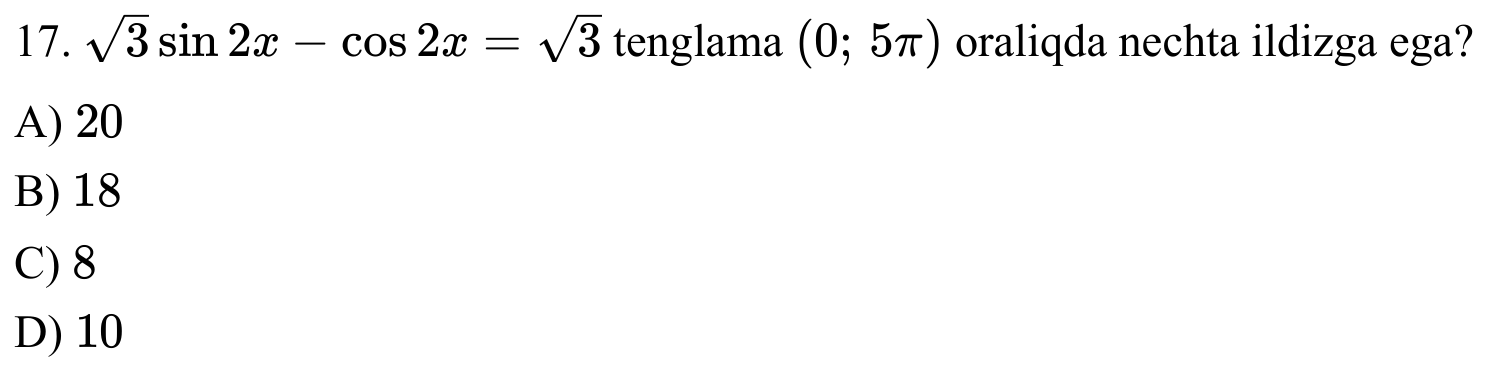 17. √3 sin 2x − cos 2x = √3 tenglama (0; 5π) oraliqda nechta ildizga ega?
A) 20
B) 18
C) 8
D) 10